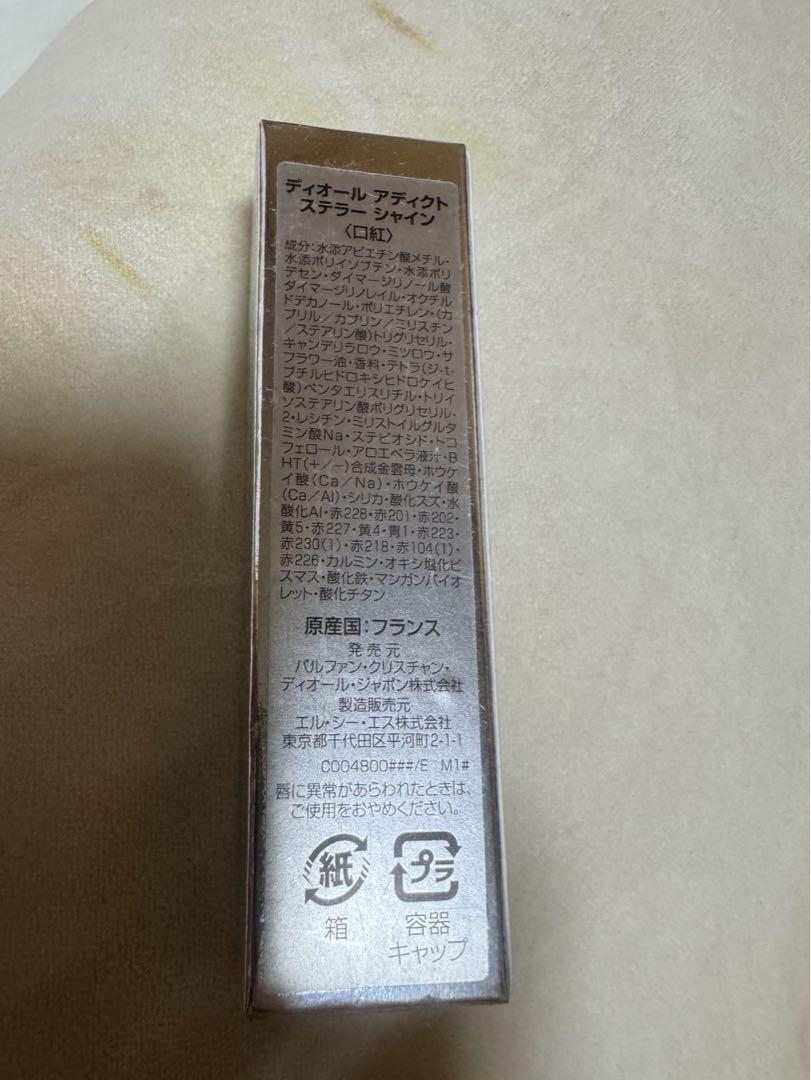 ディオール アディクト
ステラー シャイン
〈口紅〉
成分:水添アビエチン酸メチル・
水添ポリイソブテン・水添ポリ
デセン・ダイマージリノール酸
ダイマージリノレイル・オクチル
ドデカノール・ポリエチレン・(カ
プリル/カプリン/ミリスチン
/ステアリン酸)トリグリセリル・
キャンデリラロウ・ミツロウ・サ
フラワー油・香料・テトラ(ジ-t-
ブチルヒドロキシヒドロケイヒ
酸)ペンタエリスリチル・トリイ
ソステアリン酸ポリグリセリル-
2・レシチン・ミリストイルグルタ
ミン酸Na・ステビオシド・トコ
フェロール・アロエベラ液汁・B
HT(+/-)合成金雲母・ホウケ
イ酸(Ca/Na)・ホウケイ酸
(Ca/Al)・シリカ・酸化スズ・水
酸化Al・赤228・赤201・赤202・
黄5・赤227・黄4・青1・赤223・
赤230(1)・赤218・赤104(1)・
赤226・カルミン・オキシ塩化ビ
スマス・酸化鉄・マンガンバイオ
レット・酸化チタン
原産国:フランス
発売元
パルファン・クリスチャン・
ディオール・ジャポン株式会社
製造販売元
エル・シー・エス株式会社
東京都千代田区平河町2-1-1
C004800###/E M1#
唇に異常があらわれたときは、
ご使用をおやめください。
紙 プラ
箱 容器
キャップ